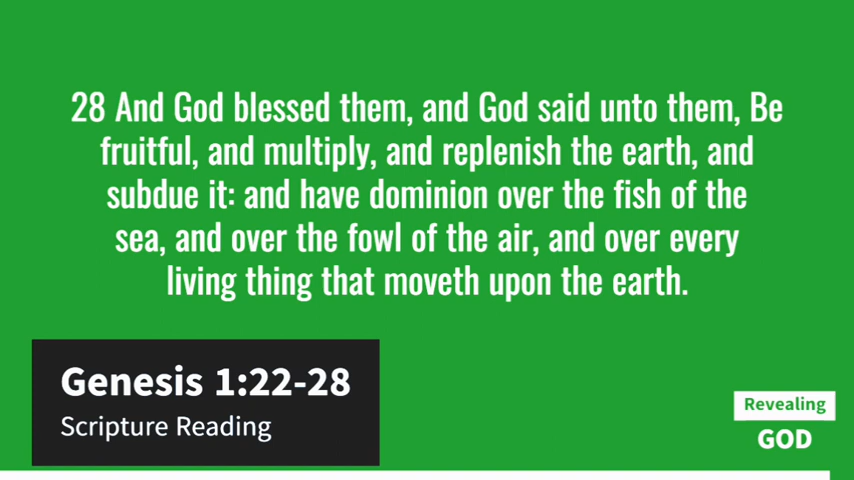 28 And God blessed them, and God said unto them, Be
fruitful, and multiply, and replenish the earth, and
subdue it: and have dominion over the fish of the
sea, and over the fowl of the air, and over every
living thing that moveth upon the earth.
Genesis 1:22-28
Scripture Reading
Revealing
GOD